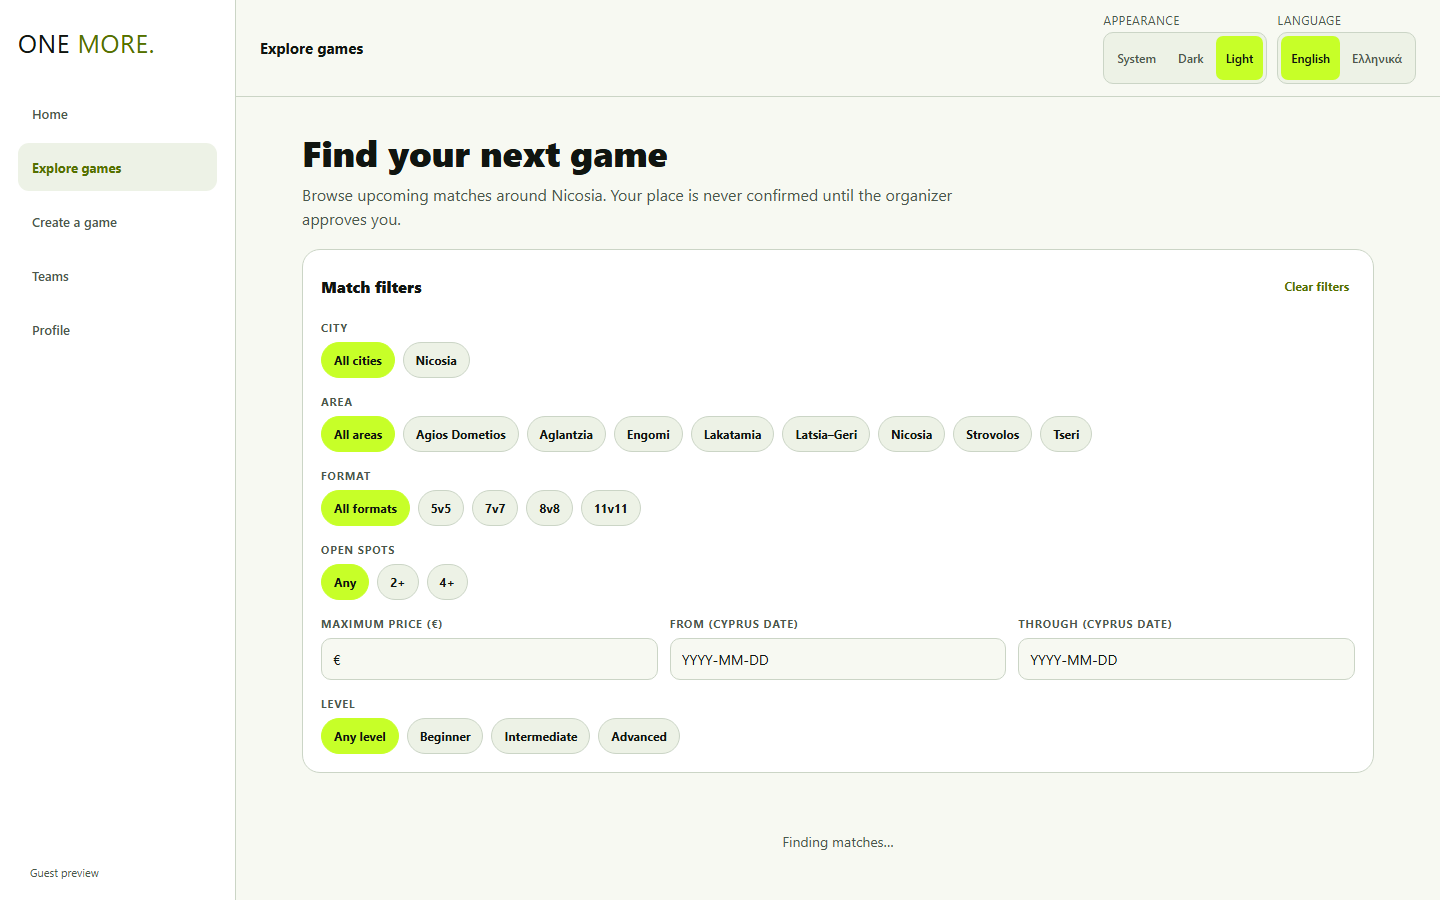 ONE MORE.
Home
Explore games
Create a game
Teams
Profile
Guest preview
Explore games
APPEARANCE
System Dark Light
LANGUAGE
English Ελληνικά
Find your next game
Browse upcoming matches around Nicosia. Your place is never confirmed until the organizer
approves you.
Match filters
Clear filters
CITY
All cities Nicosia
AREA
All areas Agios Dometios Aglantzia Engomi Lakatamia Latsia–Geri Nicosia Strovolos Tseri
FORMAT
All formats 5v5 7v7 8v8 11v11
OPEN SPOTS
Any 2+ 4+
MAXIMUM PRICE (€) FROM (CYPRUS DATE) THROUGH (CYPRUS DATE)
€ YYYY-MM-DD YYYY-MM-DD
LEVEL
Any level Beginner Intermediate Advanced
Finding matches...